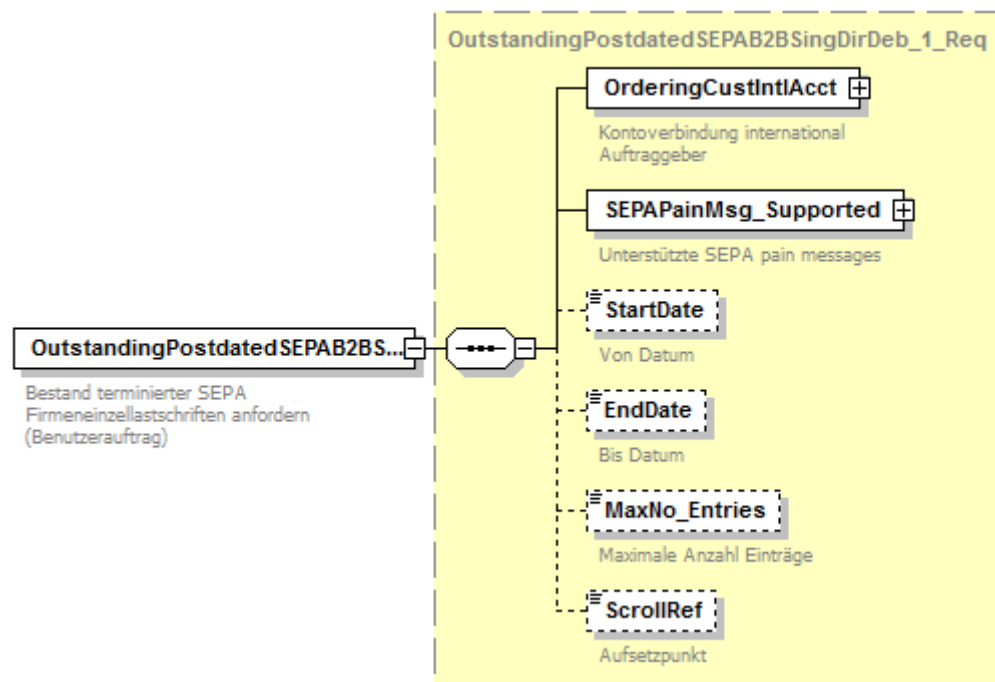 OutstandingPostdatedSEPAB2BSingDirDeb_1_Req
OrderingCustIntlAcct
Kontoverbindung international
Auftraggeber
SEPAPainMsg_Supported
Unterstützte SEPA pain messages
StartDate
Von Datum
OutstandingPostdatedSEPAB2BS...
Bestand terminierter SEPA
Firmeneinzellastschriften anfordern
(Benutzerauftrag)
EndDate
Bis Datum
MaxNo_Entries
Maximale Anzahl Einträge
ScrollRef
Aufsetzpunkt